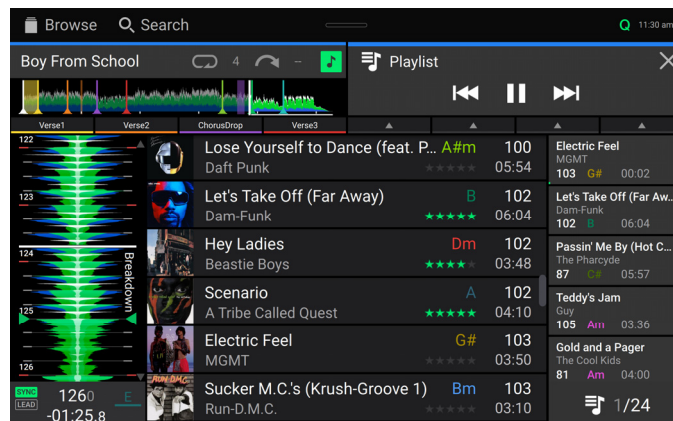 Browse
Search
Q 11:30 am
Boy From School
4
–
Playlist
Verse1
Verse2
ChorusDrop
Verse3
122
123
124
125
126
Breakdown
SYNC
LEAD
1260
E
-01:25.8
Lose Yourself to Dance (feat. P.. A#m 100
Daft Punk 05:54
Let's Take Off (Far Away) B 102
Dam-Funk 06:04
Hey Ladies Dm 102
Beastie Boys 03:48
Scenario A 102
A Tribe Called Quest 04:10
Electric Feel G# 103
MGMT 03:50
Sucker M.C.'s (Krush-Groove 1) Bm 103
Run-D.M.C. 03:10
RUN DMC
Electric Feel
MGMT
103 G# 00:02
Let's Take Off (Far Aw..
Dam-Funk
102 B 06:04
Passin' Me By (Hot C...
The Pharcyde
87 C# 05:57
Teddy's Jam
Guy
105 Am 03.36
Gold and a Pager
The Cool Kids
81 Am 04:00
1/24